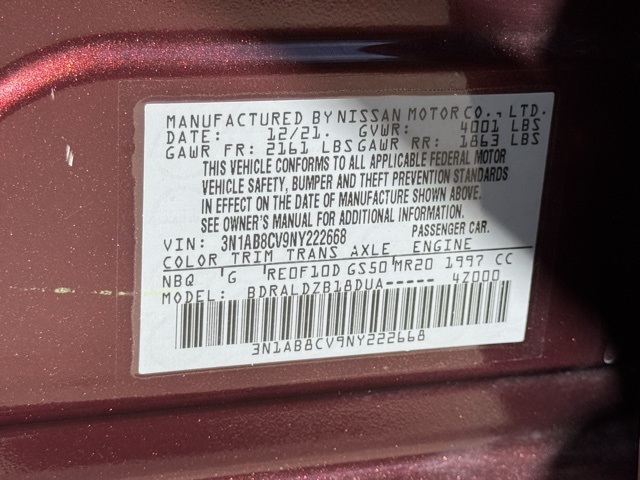 MANUFACTURED BY NISSAN MOTOR CO., LTD.
DATE: 12/21. GVWR: 4001 LBS
GAWR FR: 2161 LBS GAWR RR: 1863 LBS
THIS VEHICLE CONFORMS TO ALL APPLICABLE FEDERAL MOTOR
VEHICLE SAFETY, BUMPER AND THEFT PREVENTION STANDARDS
IN EFFECT ON THE DATE OF MANUFACTURE SHOWN ABOVE.
SEE OWNER'S MANUAL FOR ADDITIONAL INFORMATION.
VIN: 3N1AB8CV9NY222668 PASSENGER CAR.
COLOR TRIM TRANS AXLE ENGINE
NBQ G RE0F10D GS50 MR20 1997 CC
MODEL: BDRALDZB18DUA----- 4Z000
3N1AB8CV9NY222668